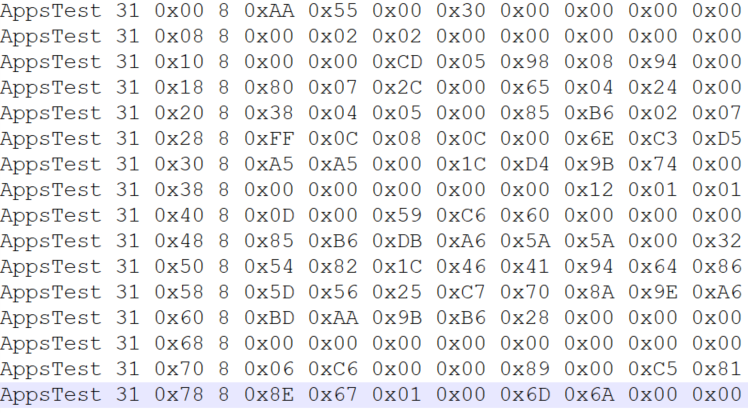 AppsTest 31 0x00 8 0xAA 0x55 0x00 0x30 0x00 0x00 0x00 0x00
AppsTest 31 0x08 8 0x00 0x02 0x02 0x00 0x00 0x00 0x00 0x00
AppsTest 31 0x10 8 0x00 0x00 0xCD 0x05 0x98 0x08 0x94 0x00
AppsTest 31 0x18 8 0x80 0x07 0x2C 0x00 0x65 0x04 0x24 0x00
AppsTest 31 0x20 8 0x38 0x04 0x05 0x00 0x85 0xB6 0x02 0x07
AppsTest 31 0x28 8 0xFF 0x0C 0x08 0x0C 0x00 0x6E 0xC3 0xD5
AppsTest 31 0x30 8 0xA5 0xA5 0x00 0x1C 0xD4 0x9B 0x74 0x00
AppsTest 31 0x38 8 0x00 0x00 0x00 0x00 0x00 0x12 0x01 0x01
AppsTest 31 0x40 8 0x0D 0x00 0x59 0xC6 0x60 0x00 0x00 0x00
AppsTest 31 0x48 8 0x85 0xB6 0xDB 0xA6 0x5A 0x5A 0x00 0x32
AppsTest 31 0x50 8 0x54 0x82 0x1C 0x46 0x41 0x94 0x64 0x86
AppsTest 31 0x58 8 0x5D 0x56 0x25 0xC7 0x70 0x8A 0x9E 0xA6
AppsTest 31 0x60 8 0xBD 0xAA 0x9B 0xB6 0x28 0x00 0x00 0x00
AppsTest 31 0x68 8 0x00 0x00 0x00 0x00 0x00 0x00 0x00 0x00
AppsTest 31 0x70 8 0x06 0xC6 0x00 0x00 0x89 0x00 0xC5 0x81
AppsTest 31 0x78 8 0x8E 0x67 0x01 0x00 0x6D 0x6A 0x00 0x00